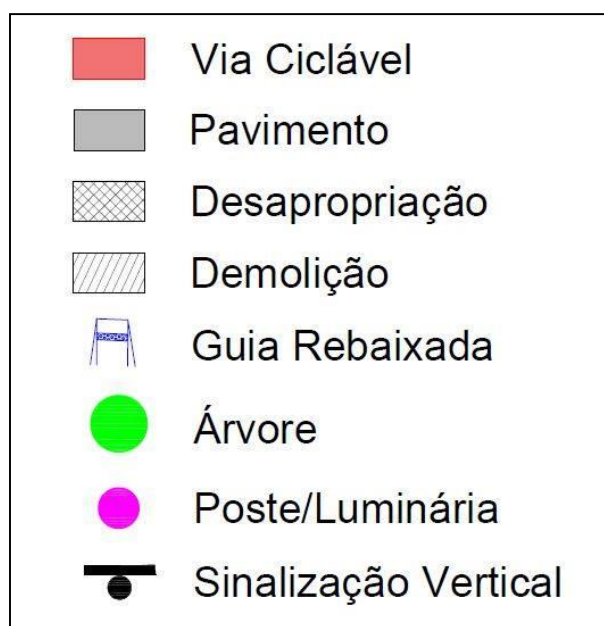 Via Ciclável
Pavimento
Desapropriação
Demolição
Guia Rebaixada
Árvore
Poste/Luminária
Sinalização Vertical